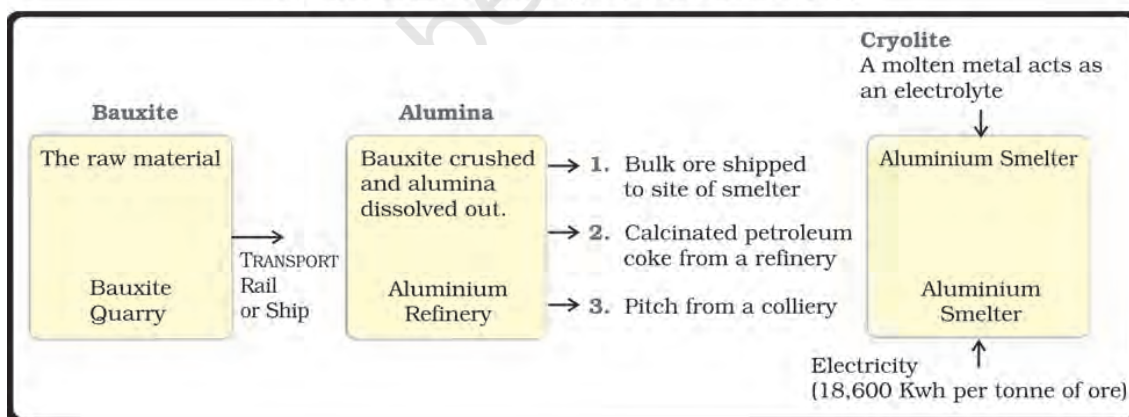 Cryolite
A molten metal acts as
an electrolyte
Bauxite
The raw material
Bauxite
Quarry
TRANSPORT
Rail
or Ship
Alumina
Bauxite crushed
and alumina
dissolved out.
Aluminium
Refinery
1. Bulk ore shipped
to site of smelter
2. Calcinated petroleum
coke from a refinery
3. Pitch from a colliery
Aluminium Smelter
Aluminium
Smelter
Electricity
(18,600 Kwh per tonne of ore)